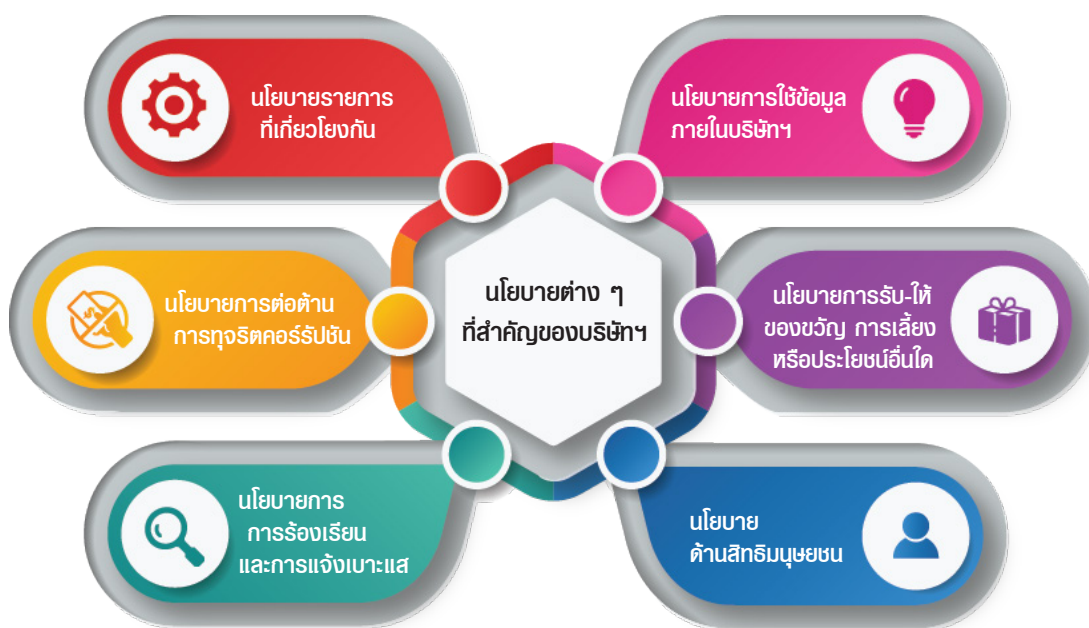 นโยบายรายการ
ที่เกี่ยวโยงกัน
นโยบายการใช้ข้อมูล
ภายในบริษัทฯ
นโยบายการต่อต้าน
การทุจริตคอร์รัปชัน
นโยบายต่าง ๆ
ที่สำคัญของบริษัทฯ
นโยบายการรับ-ให้
ของขวัญ การเลี้ยง
หรือประโยชน์อื่นใด
นโยบายการ
การร้องเรียน
และการแจ้งเบาะแส
นโยบาย
ด้านสิทธิมนุษยชน